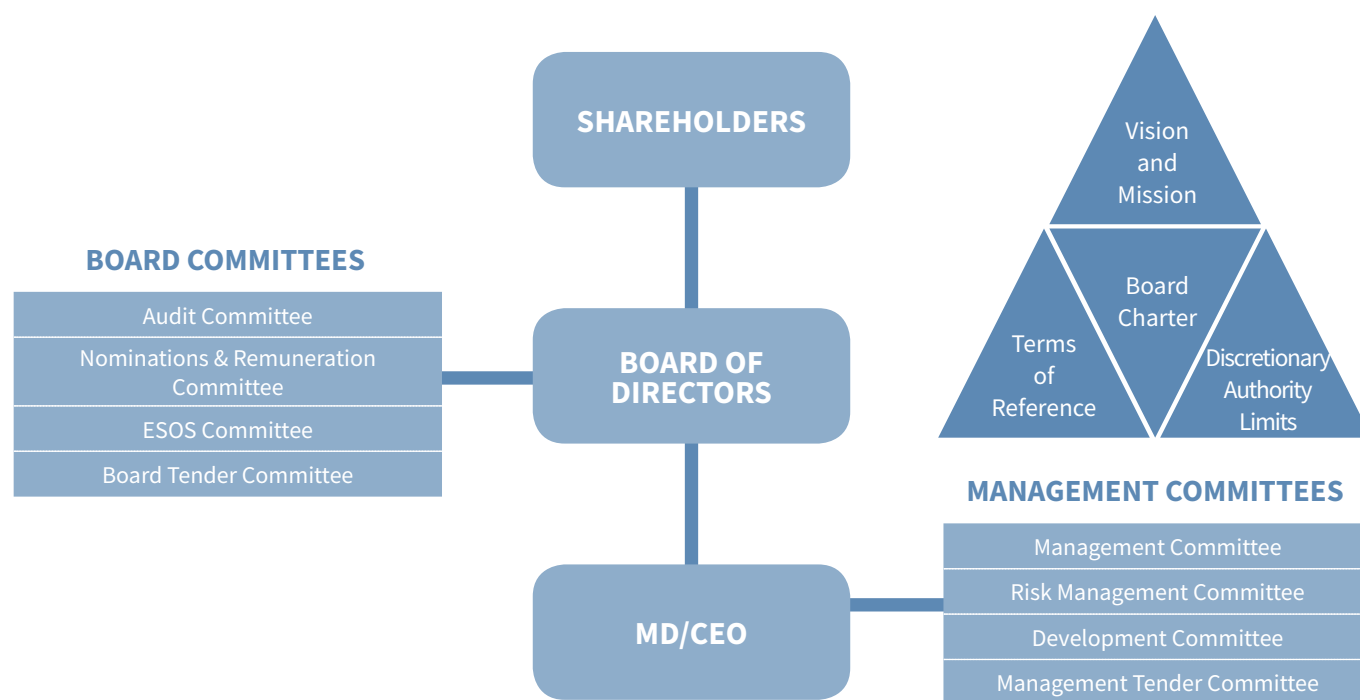 SHAREHOLDERS
Vision
and
Mission
BOARD COMMITTEES
Audit Committee
Nominations & Remuneration
Committee
ESOS Committee
Board Tender Committee
BOARD OF
DIRECTORS
Board
Charter
Terms
of
Reference
Discretionary
Authority
Limits
MD/CEO
MANAGEMENT COMMITTEES
Management Committee
Risk Management Committee
Development Committee
Management Tender Committee